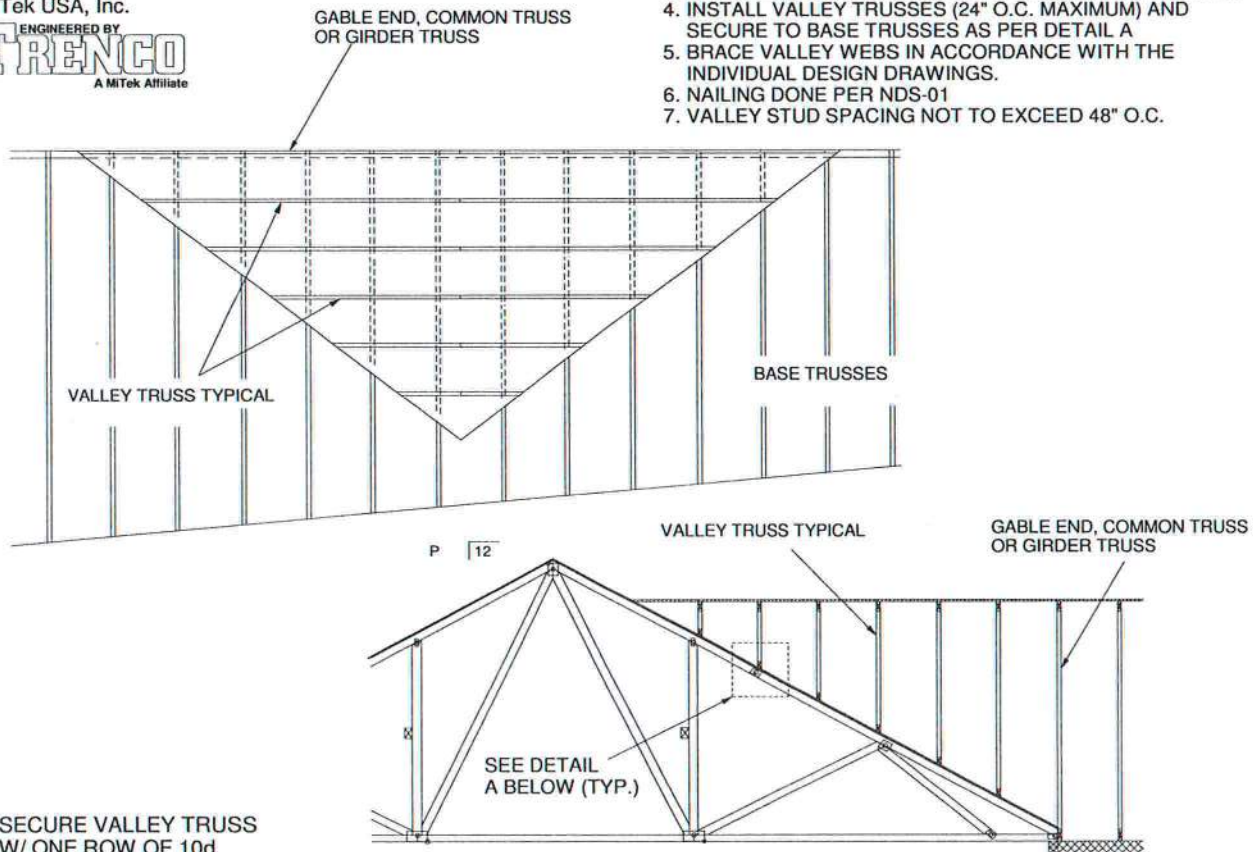 Tek USA, Inc.
ENGINEERED BY
TRENCO
A MiTek Affiliate
GABLE END, COMMON TRUSS
OR GIRDER TRUSS
4. INSTALL VALLEY TRUSSES (24" O.C. MAXIMUM) AND
SECURE TO BASE TRUSSES AS PER DETAIL A
5. BRACE VALLEY WEBS IN ACCORDANCE WITH THE
INDIVIDUAL DESIGN DRAWINGS.
6. NAILING DONE PER NDS-01
7. VALLEY STUD SPACING NOT TO EXCEED 48" O.C.
VALLEY TRUSS TYPICAL
BASE TRUSSES
P 12
VALLEY TRUSS TYPICAL
GABLE END, COMMON TRUSS
OR GIRDER TRUSS
SEE DETAIL
A BELOW (TYP.)
SECURE VALLEY TRUSS
W/ ONE ROW OF 10d